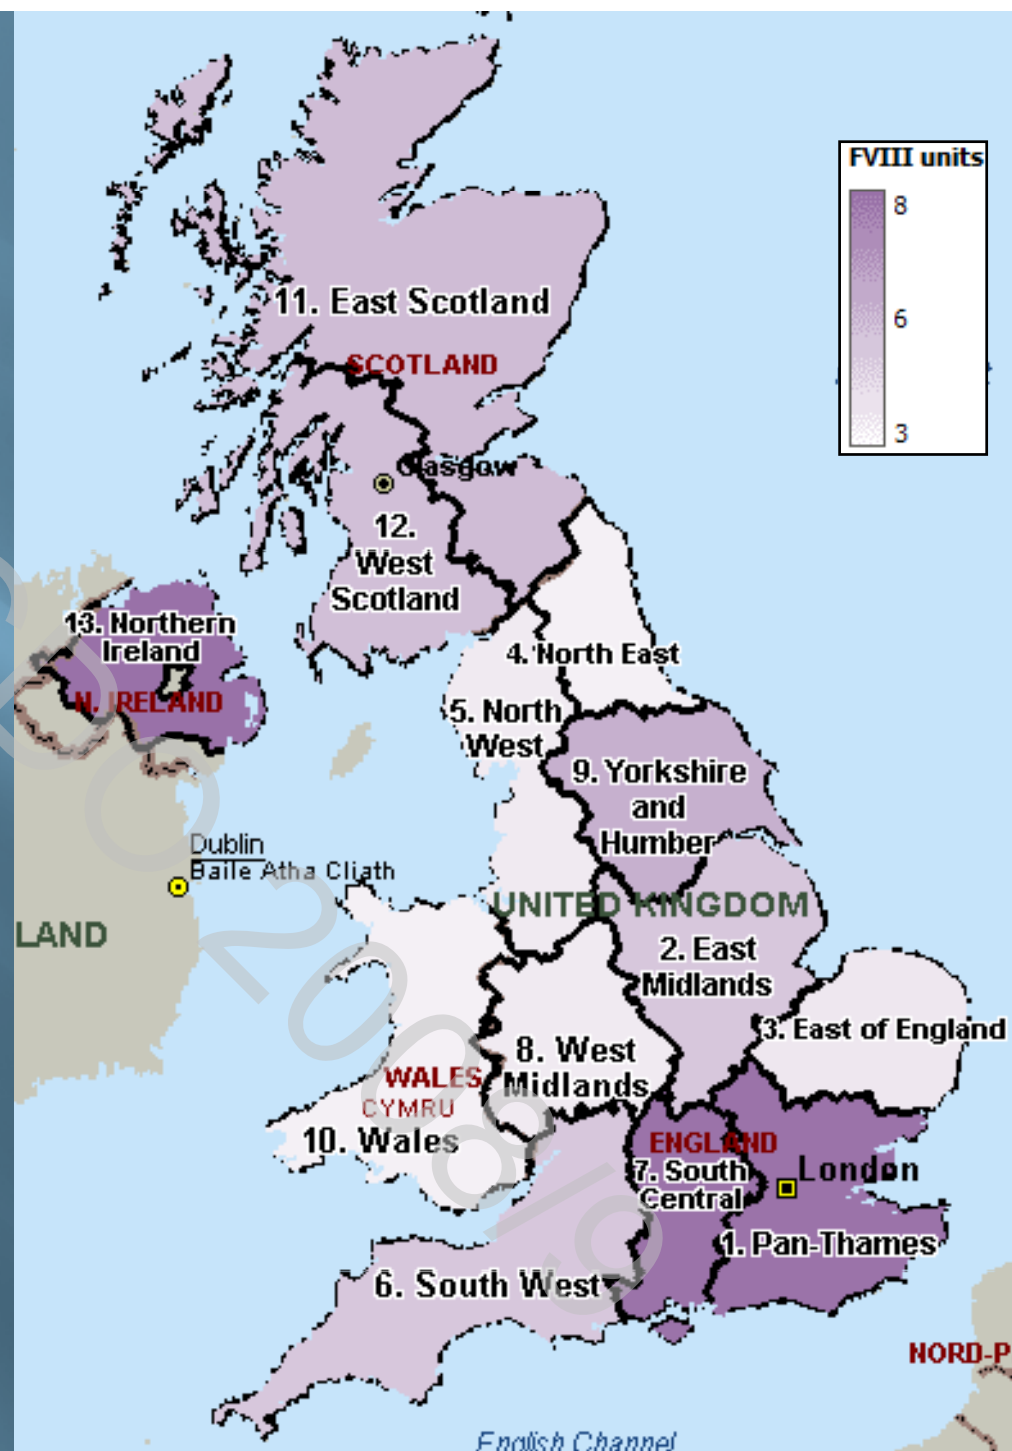 FVIII units
8
6
3
11. East Scotland
SCOTLAND
Glasgow
12.
West
Scotland
13. Northern
Ireland
N. IRELAND
4. North East
5. North
West
9. Yorkshire
and
Humber
Dublin
Baile Atha Cliath
UNITED KINGDOM
LAND
2. East
Midlands
3. East of England
8. West
Midlands
WALES
CYMRU
10. Wales
ENGLAND
7. South
Central
London
1. Pan-Thames
6. South West
NORD-P
English Channel
2008/9